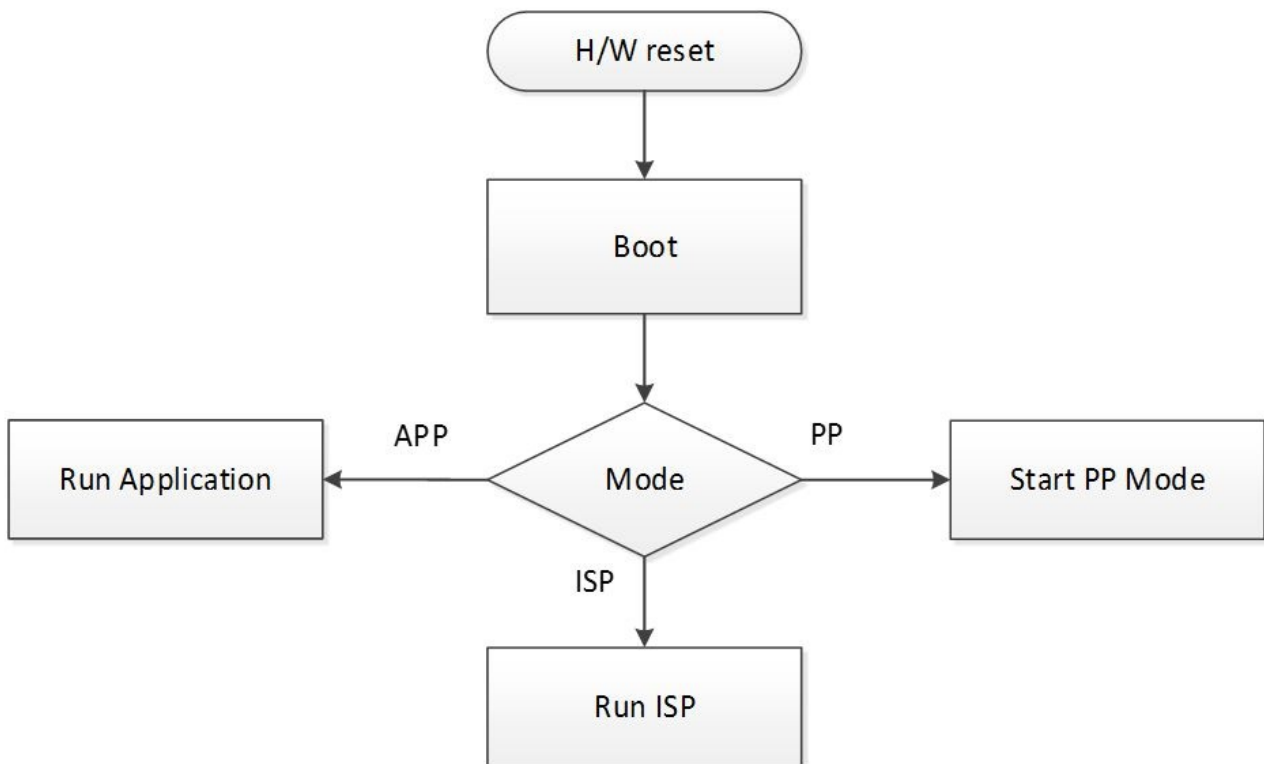 H/W reset
Boot
APP
PP
Run Application
Mode
Start PP Mode
ISP
Run ISP